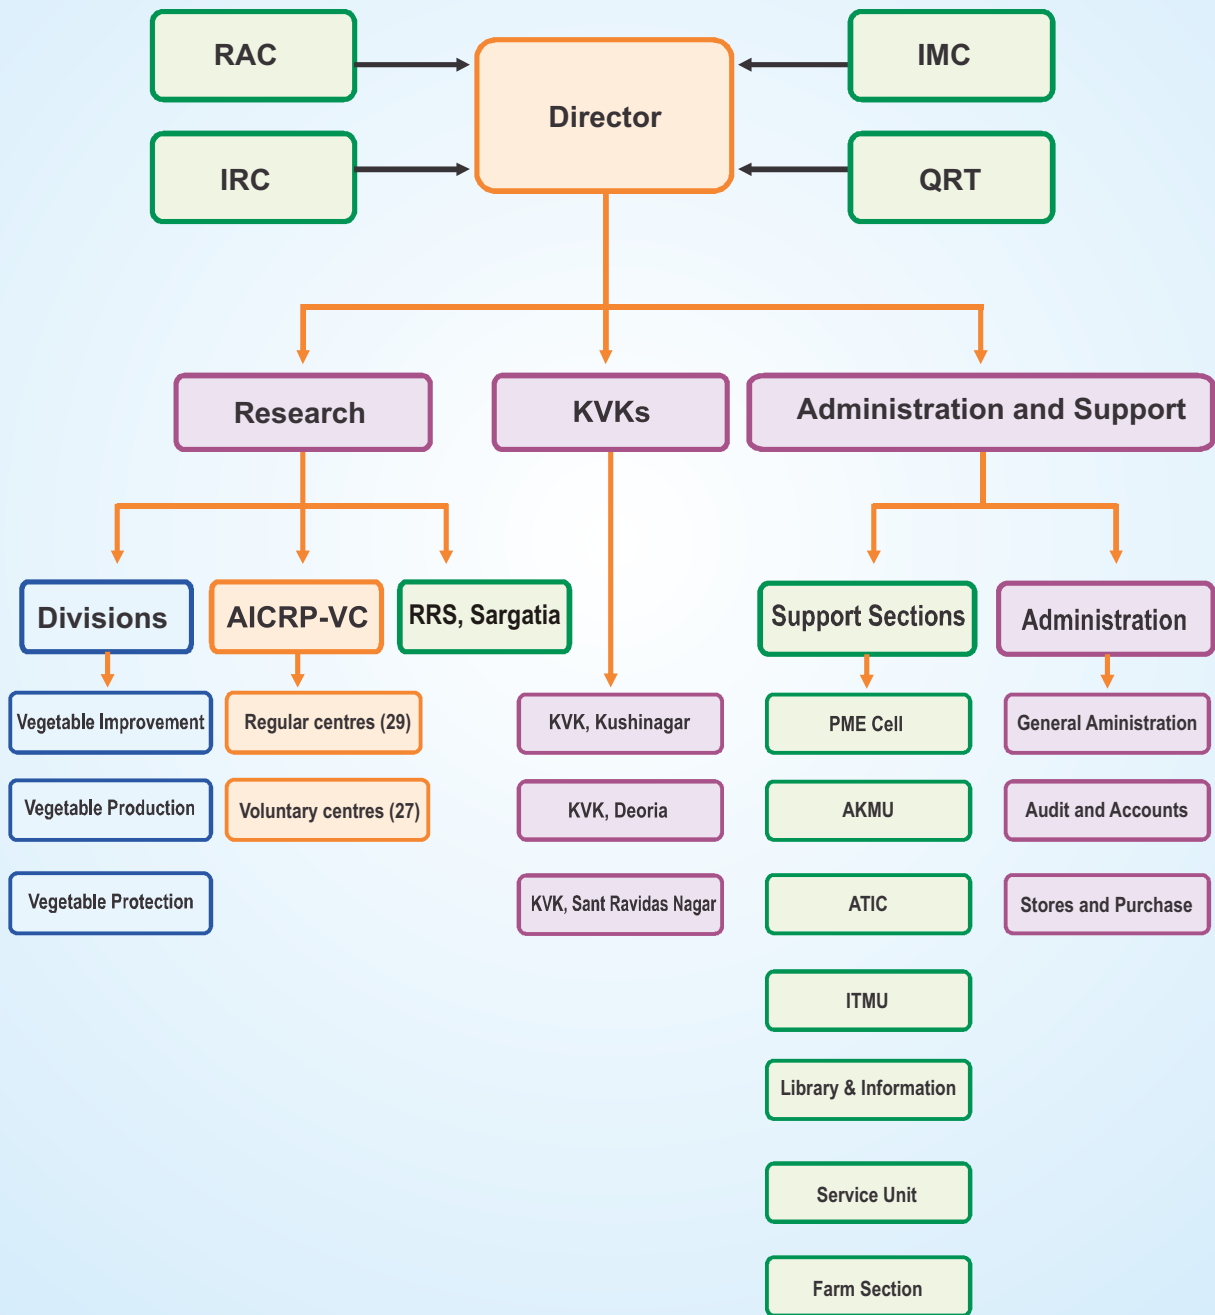 RAC
IMC
Director
IRC
QRT
Research
KVKs
Administration and Support
Divisions
AICRP-VC
RRS, Sargatia
Support Sections
Administration
Vegetable Improvement
Regular centres (29)
KVK, Kushinagar
PME Cell
General Aministration
Vegetable Production
Voluntary centres (27)
KVK, Deoria
AKMU
Audit and Accounts
Vegetable Protection
KVK, Sant Ravidas Nagar
ATIC
Stores and Purchase
ITMU
Library & Information
Service Unit
Farm Section